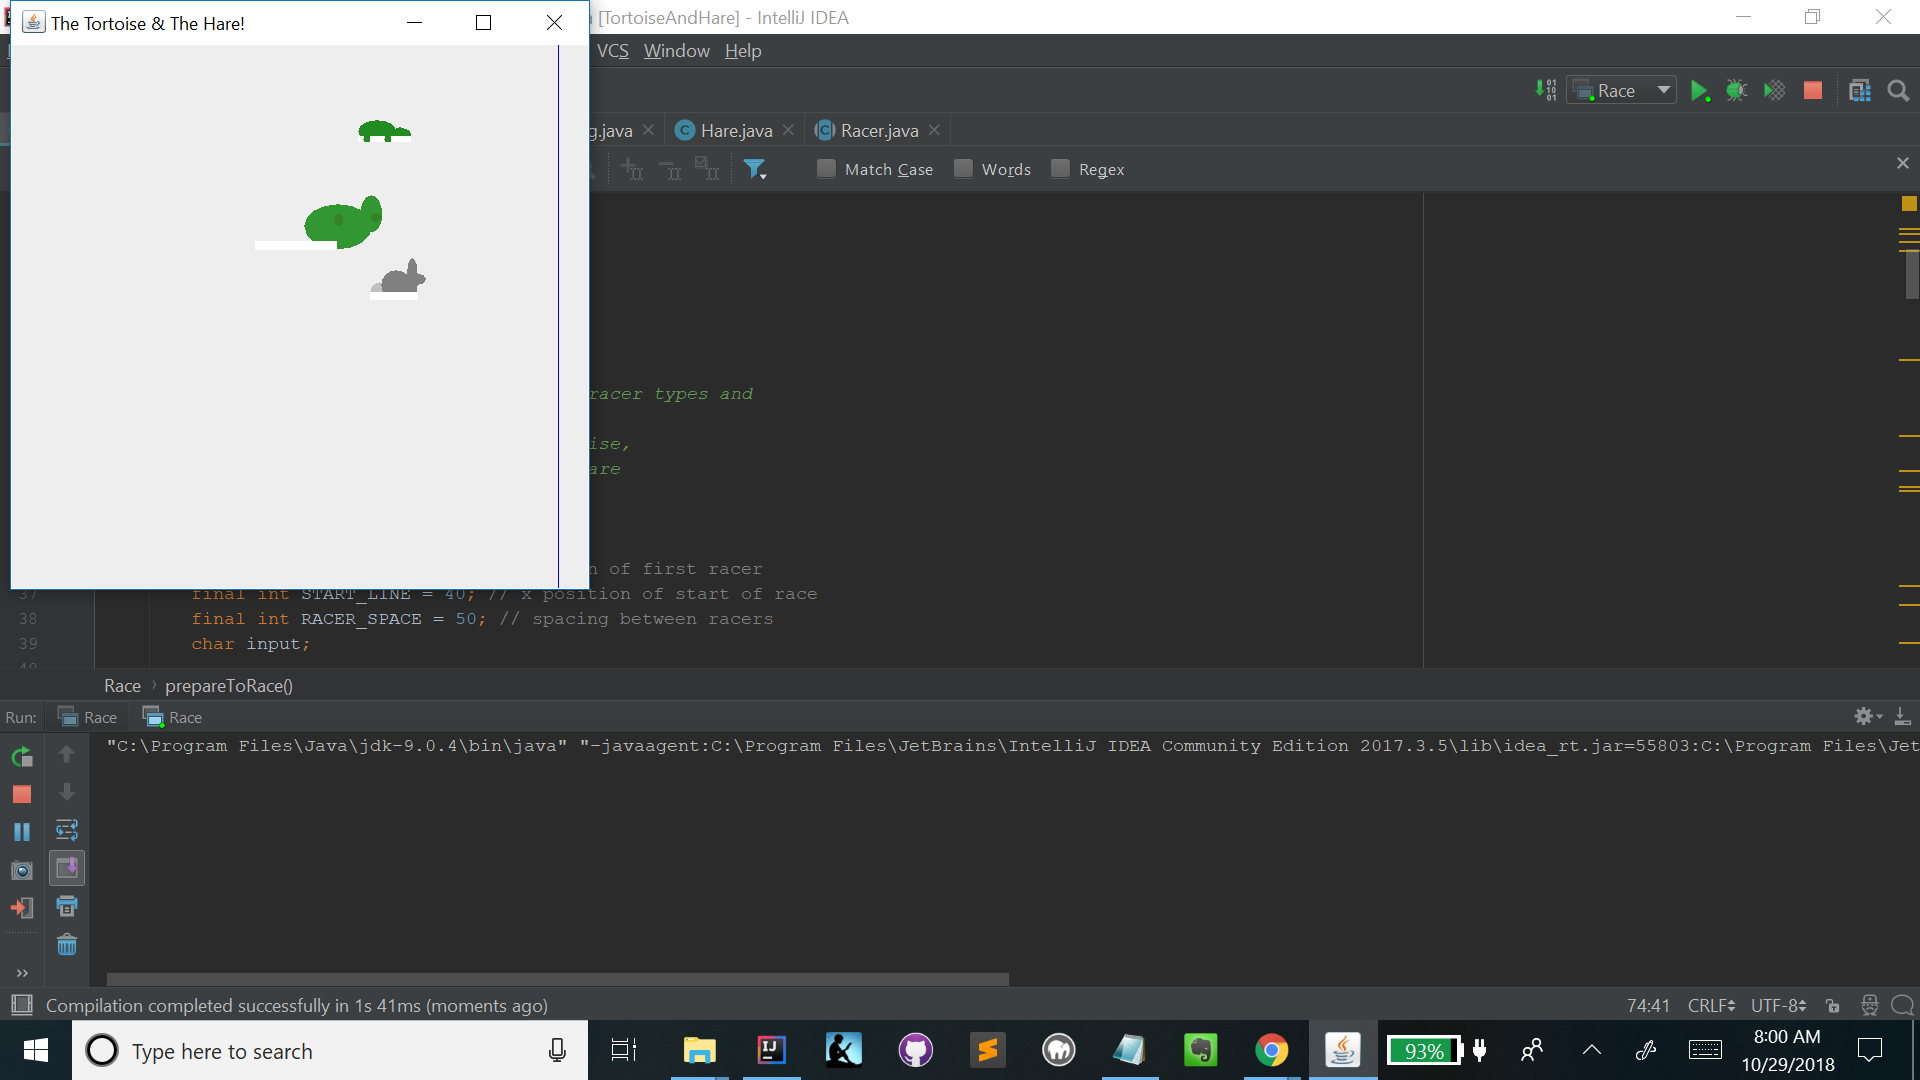 The Tortoise & The Hare!
[TortoiseAndHare] - IntelliJ IDEA
VCS Window Help
Race
g.java Hare.java Racer.java
Match Case Words Regex
racer types and
ise,
are
n of first racer
37 final int START_LINE = 40; // x position of start of race
38 final int RACER_SPACE = 50; // spacing between racers
39 char input;
40
Race prepareToRace()
Run: Race Race
"C:\Program Files\Java\jdk-9.0.4\bin\java" "-javaagent:C:\Program Files\JetBrains\IntelliJ IDEA Community Edition 2017.3.5\lib\idea_rt.jar=55803:C:\Program Files\Jet
Compilation completed successfully in 1s 41ms (moments ago) 74:41 CRLF UTF-8
Type here to search
93%
8:00 AM
10/29/2018